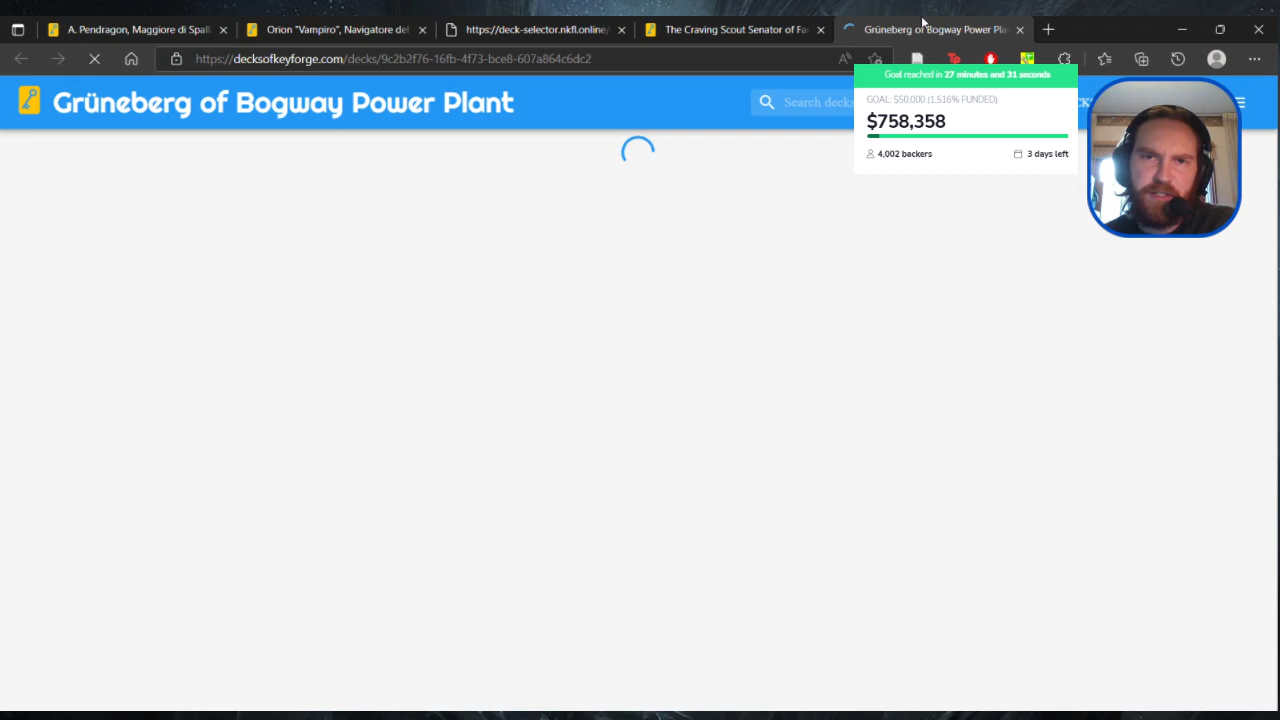 A. Pendragon, Maggiore di Spall
Orion "Vampiro", Navigatore del
https://deck-selector.nkfl.online/
The Craving Scout Senator of Fa
Grüneberg of Bogway Power Pla
https://decksofkeyforge.com/decks/9c2b2f76-16fb-4f73-bce8-607a864c6dc2
Goal reached in 27 minutes and 31 seconds
Grüneberg of Bogway Power Plant
Search decks
GOAL: $50,000 (1,516% FUNDED)
$758,358
4,002 backers
3 days left